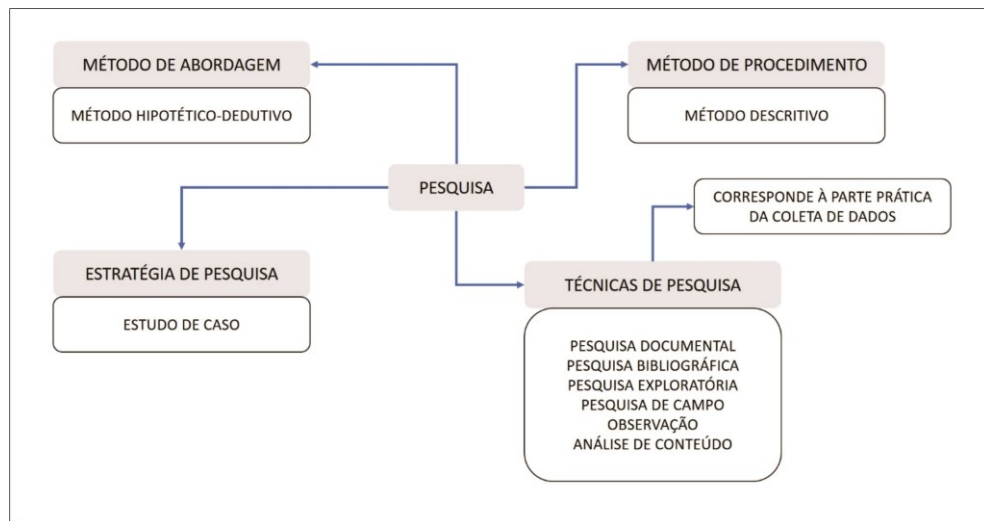 MÉTODO DE ABORDAGEM
MÉTODO HIPOTÉTICO-DEDUTIVO
MÉTODO DE PROCEDIMENTO
MÉTODO DESCRITIVO
PESQUISA
CORRESPONDE À PARTE PRÁTICA
DA COLETA DE DADOS
ESTRATÉGIA DE PESQUISA
ESTUDO DE CASO
TÉCNICAS DE PESQUISA
PESQUISA DOCUMENTAL
PESQUISA BIBLIOGRÁFICA
PESQUISA EXPLORATÓRIA
PESQUISA DE CAMPO
OBSERVAÇÃO
ANÁLISE DE CONTEÚDO